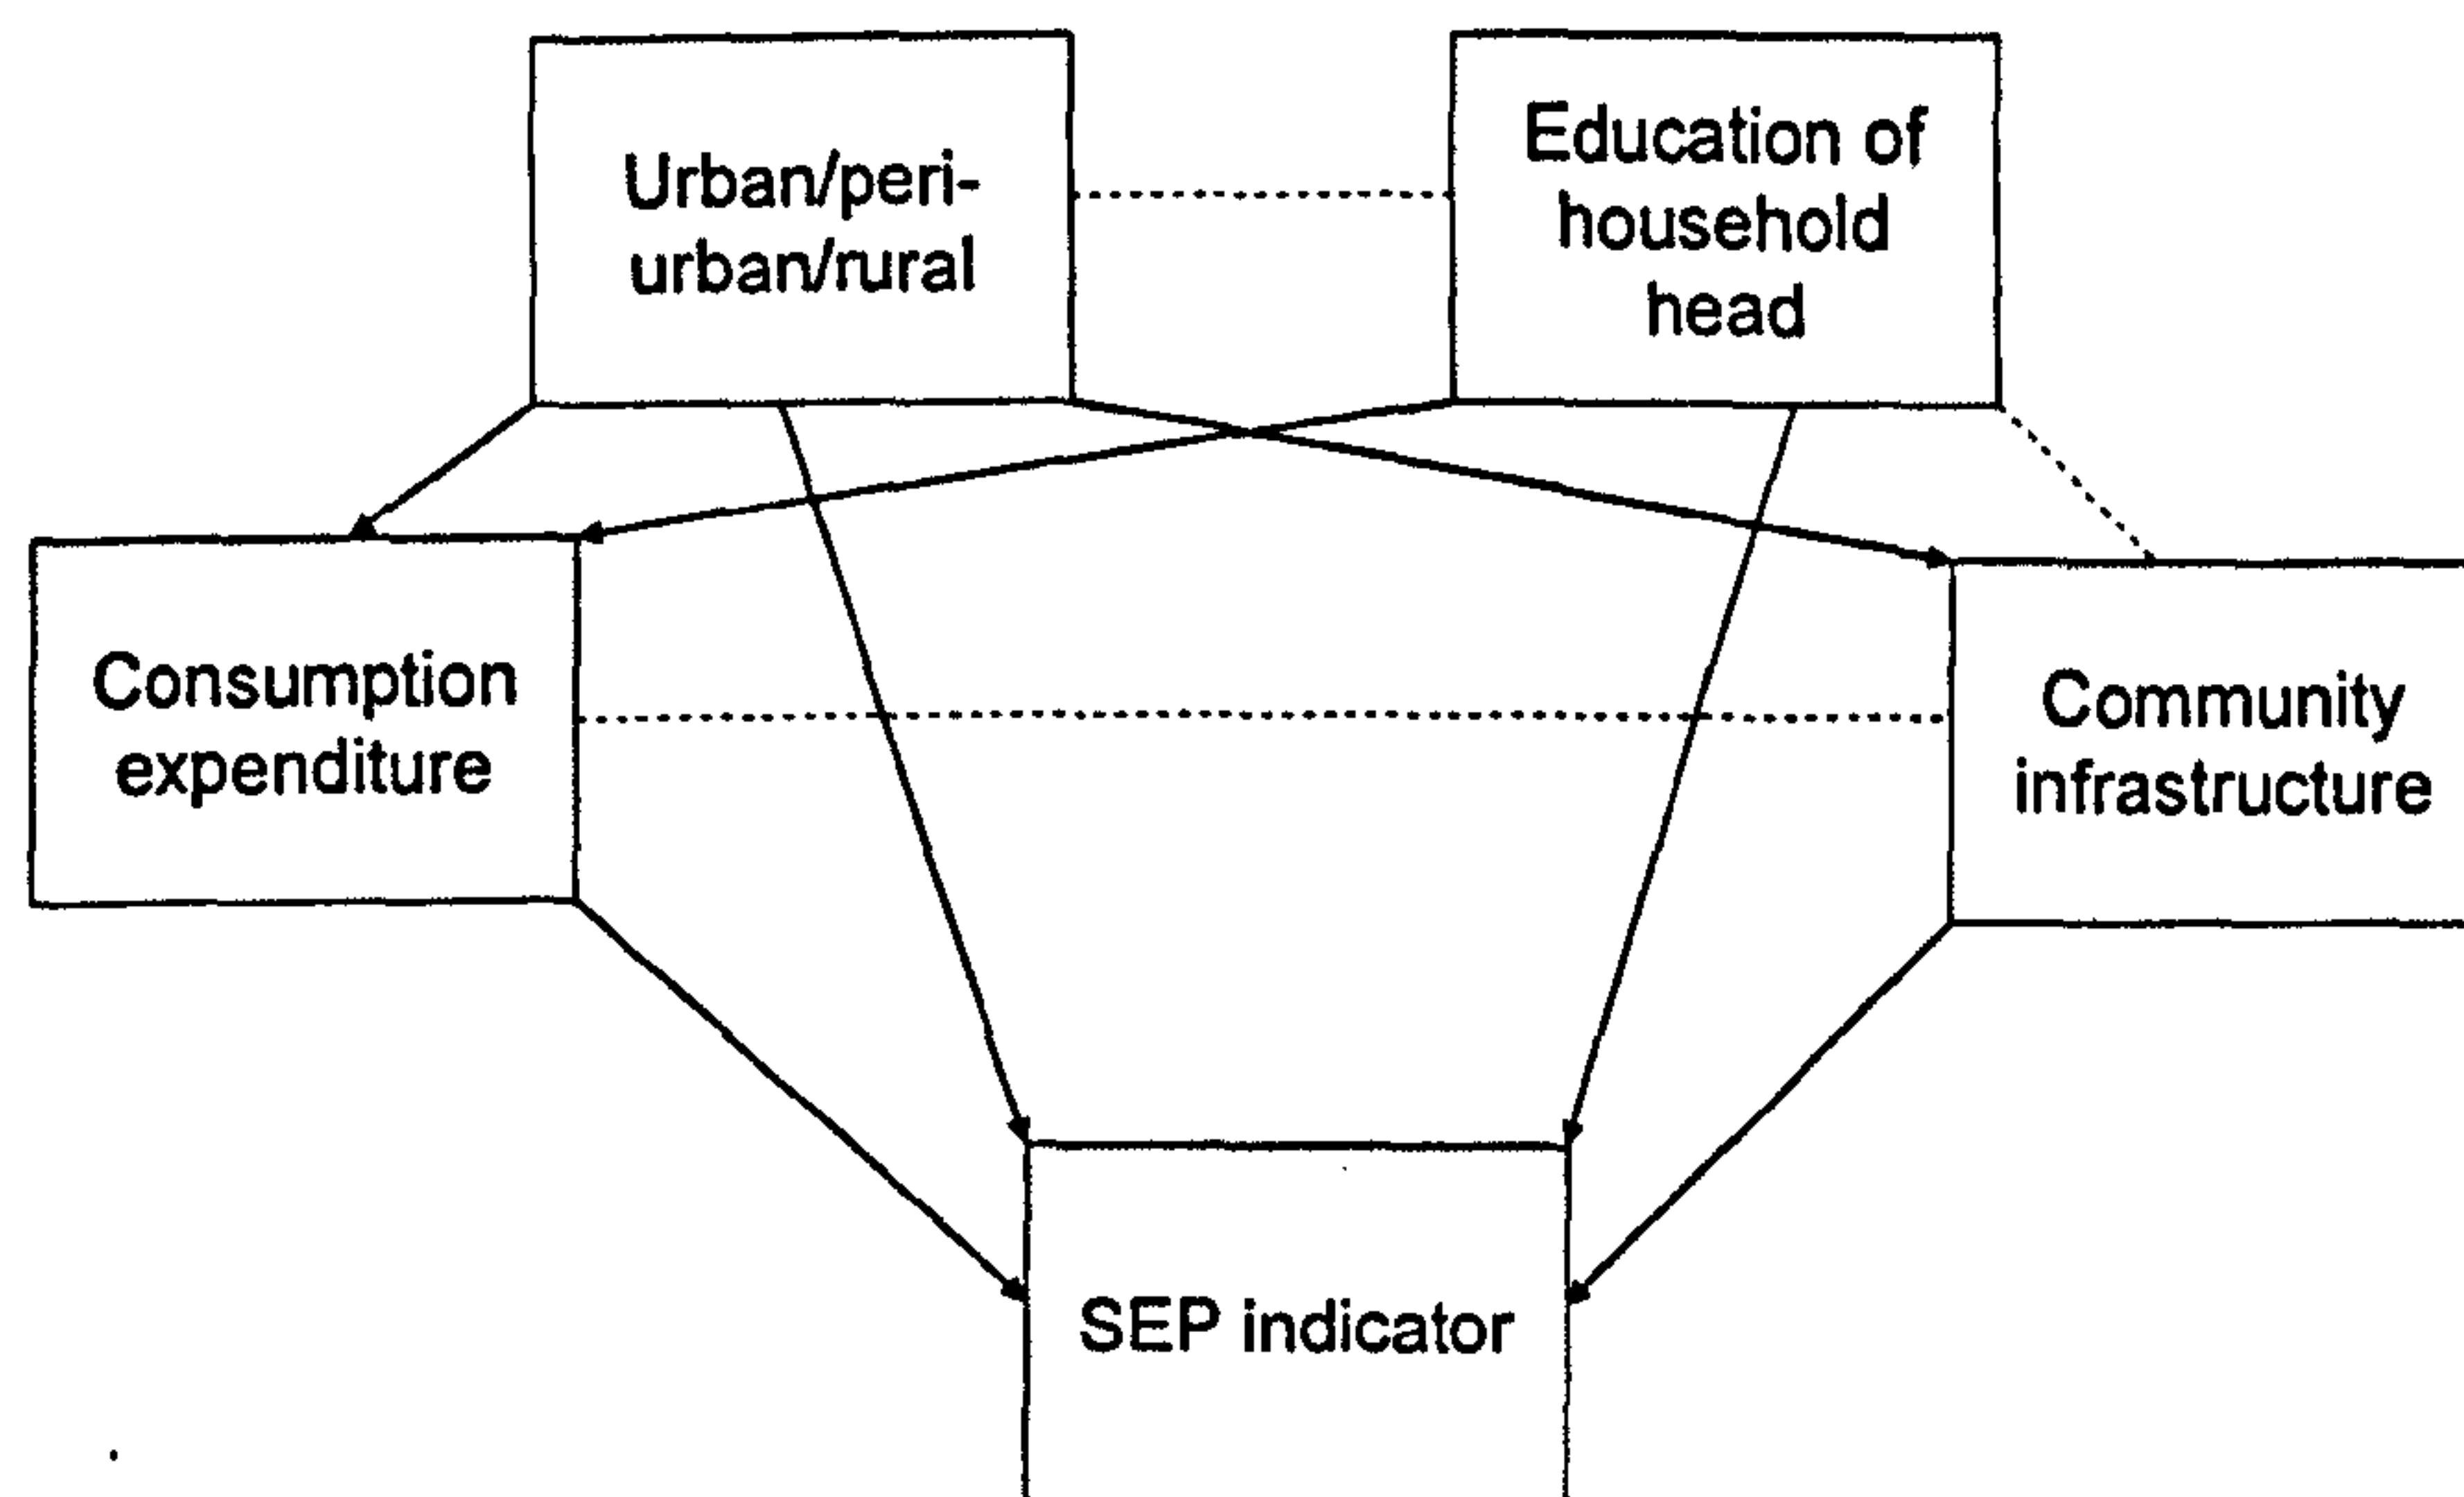 Urban/peri-
urban/rural
Education of
household
head
Consumption
expenditure
Community
infrastructure
SEP indicator